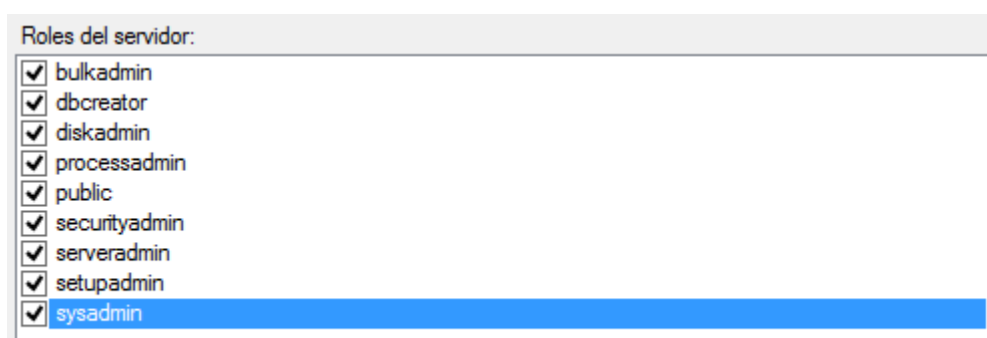 Roles del servidor:
bulkadmin
dbcreator
diskadmin
processadmin
public
securityadmin
serveradmin
setupadmin
sysadmin